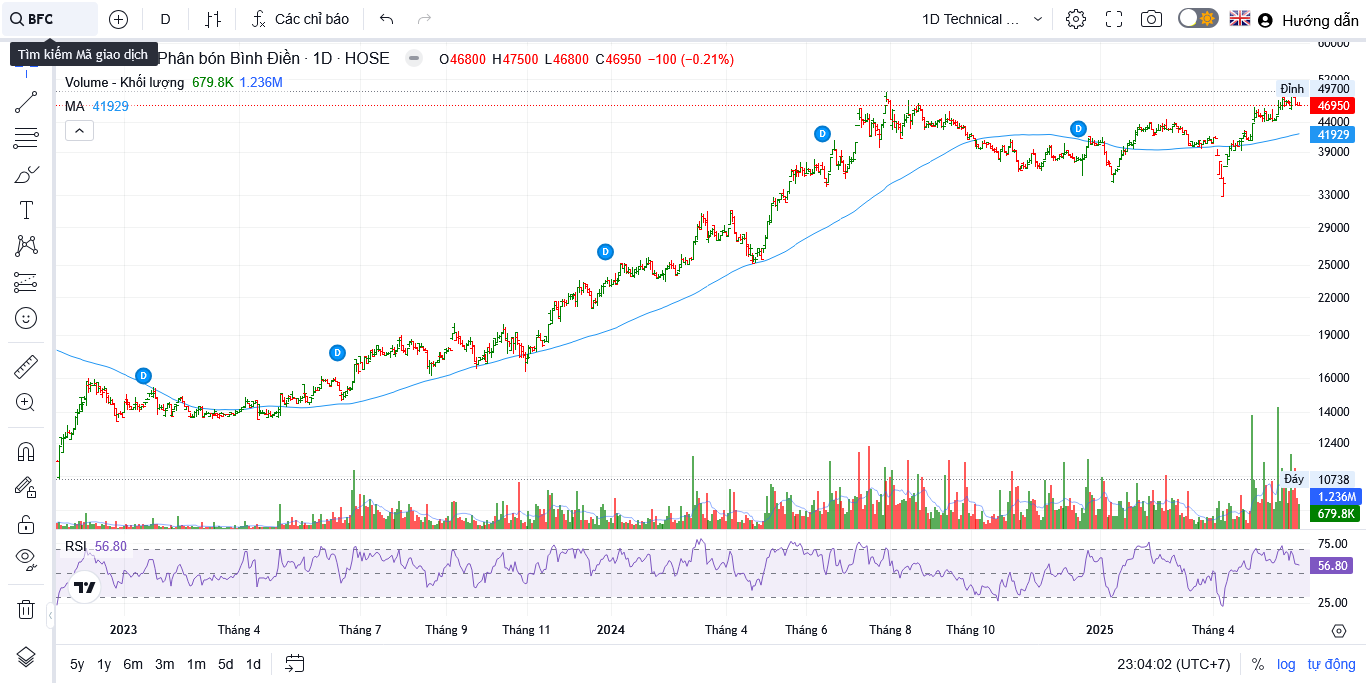 BFC
D
Các chỉ báo
1D Technical ...
Hướng dẫn
Tìm kiếm Mã giao dịch
Phân bón Bình Điền · 1D · HOSE
O46800 H47500 L46800 C46950 −100 (−0.21%)
Volume - Khối lượng 679.8K 1.236M
MA 41929
60000
52000
Đỉnh 49700
46950
44000
41929
39000
33000
29000
25000
22000
19000
16000
14000
12400
Đáy 10738
1.236M
679.8K
D
D
D
D
D
RSI 56.80
75.00
56.80
25.00
2023 Tháng 4 Tháng 7 Tháng 9 Tháng 11 2024 Tháng 4 Tháng 6 Tháng 8 Tháng 10 2025 Tháng 4
5y 1y 6m 3m 1m 5d 1d
23:04:02 (UTC+7) % log tự động